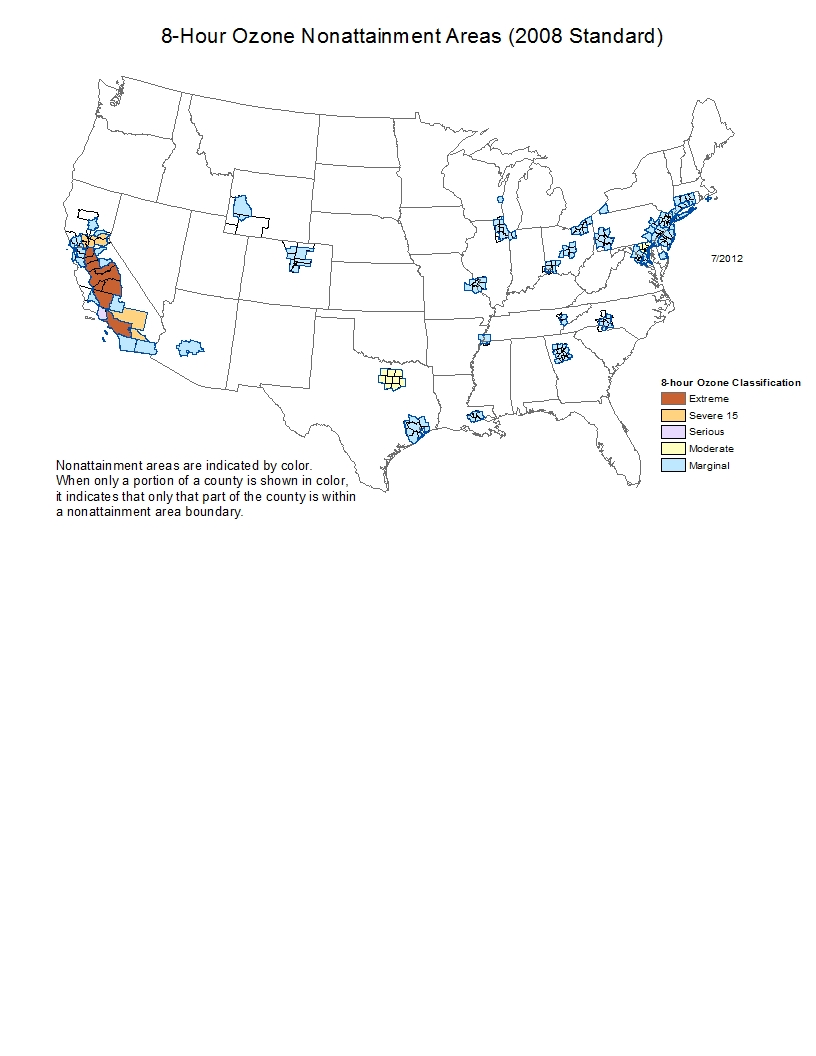 8-Hour Ozone Nonattainment Areas (2008 Standard)
7/2012
8-hour Ozone Classification
Extreme
Severe 15
Serious
Moderate
Marginal
Nonattainment areas are indicated by color.
When only a portion of a county is shown in color,
it indicates that only that part of the county is within
a nonattainment area boundary.